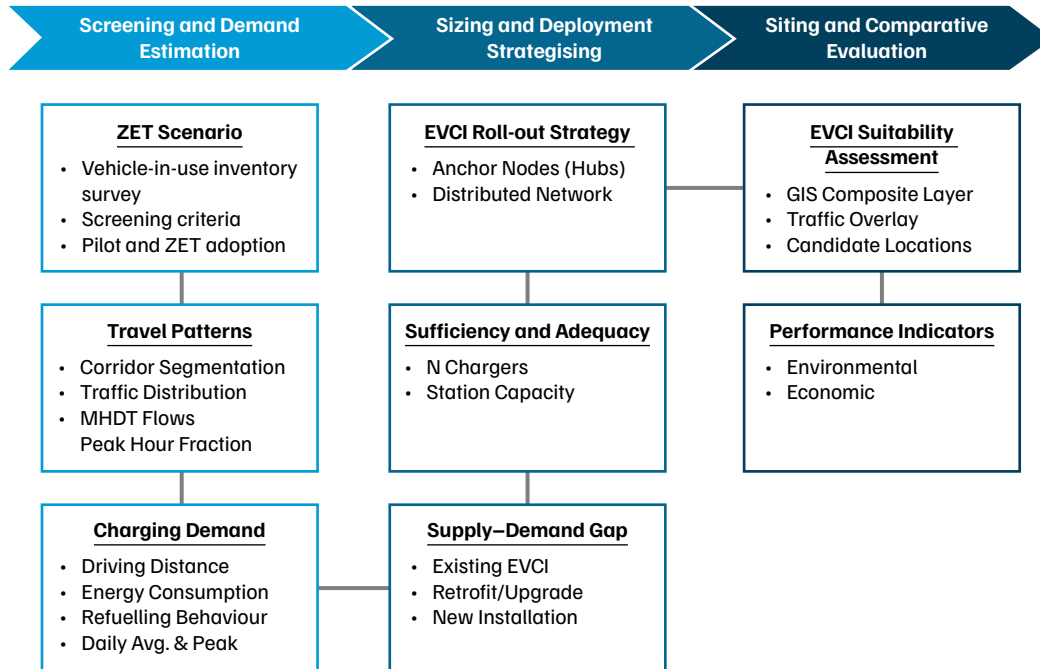 Screening and Demand
Estimation
Sizing and Deployment
Strategising
Siting and Comparative
Evaluation
ZET Scenario
• Vehicle-in-use inventory
survey
• Screening criteria
• Pilot and ZET adoption
Travel Patterns
• Corridor Segmentation
• Traffic Distribution
• MHDT Flows
Peak Hour Fraction
Charging Demand
• Driving Distance
• Energy Consumption
• Refuelling Behaviour
• Daily Avg. & Peak
EVCI Roll-out Strategy
• Anchor Nodes (Hubs)
• Distributed Network
Sufficiency and Adequacy
• N Chargers
• Station Capacity
Supply–Demand Gap
• Existing EVCI
• Retrofit/Upgrade
• New Installation
EVCI Suitability
Assessment
• GIS Composite Layer
• Traffic Overlay
• Candidate Locations
Performance Indicators
• Environmental
• Economic